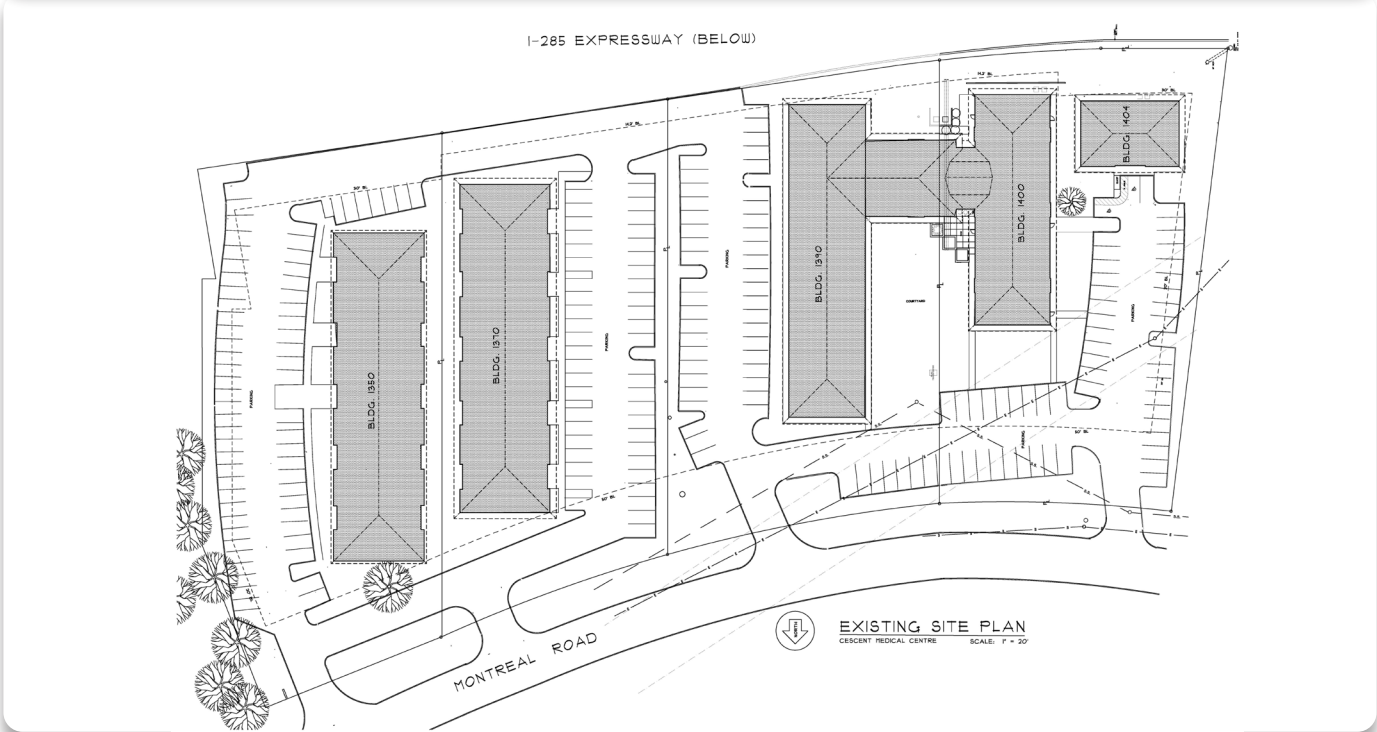 I-285 EXPRESSWAY (BELOW)
BLDG. 1404
BLDG. 1400
BLDG. 1390
BLDG. 1370
BLDG. 1350
PARKING
PARKING
PARKING
PARKING
PARKING
COURTYARD
MONTREAL ROAD
NORTH
EXISTING SITE PLAN
CESCENT MEDICAL CENTRE SCALE: 1" = 20'